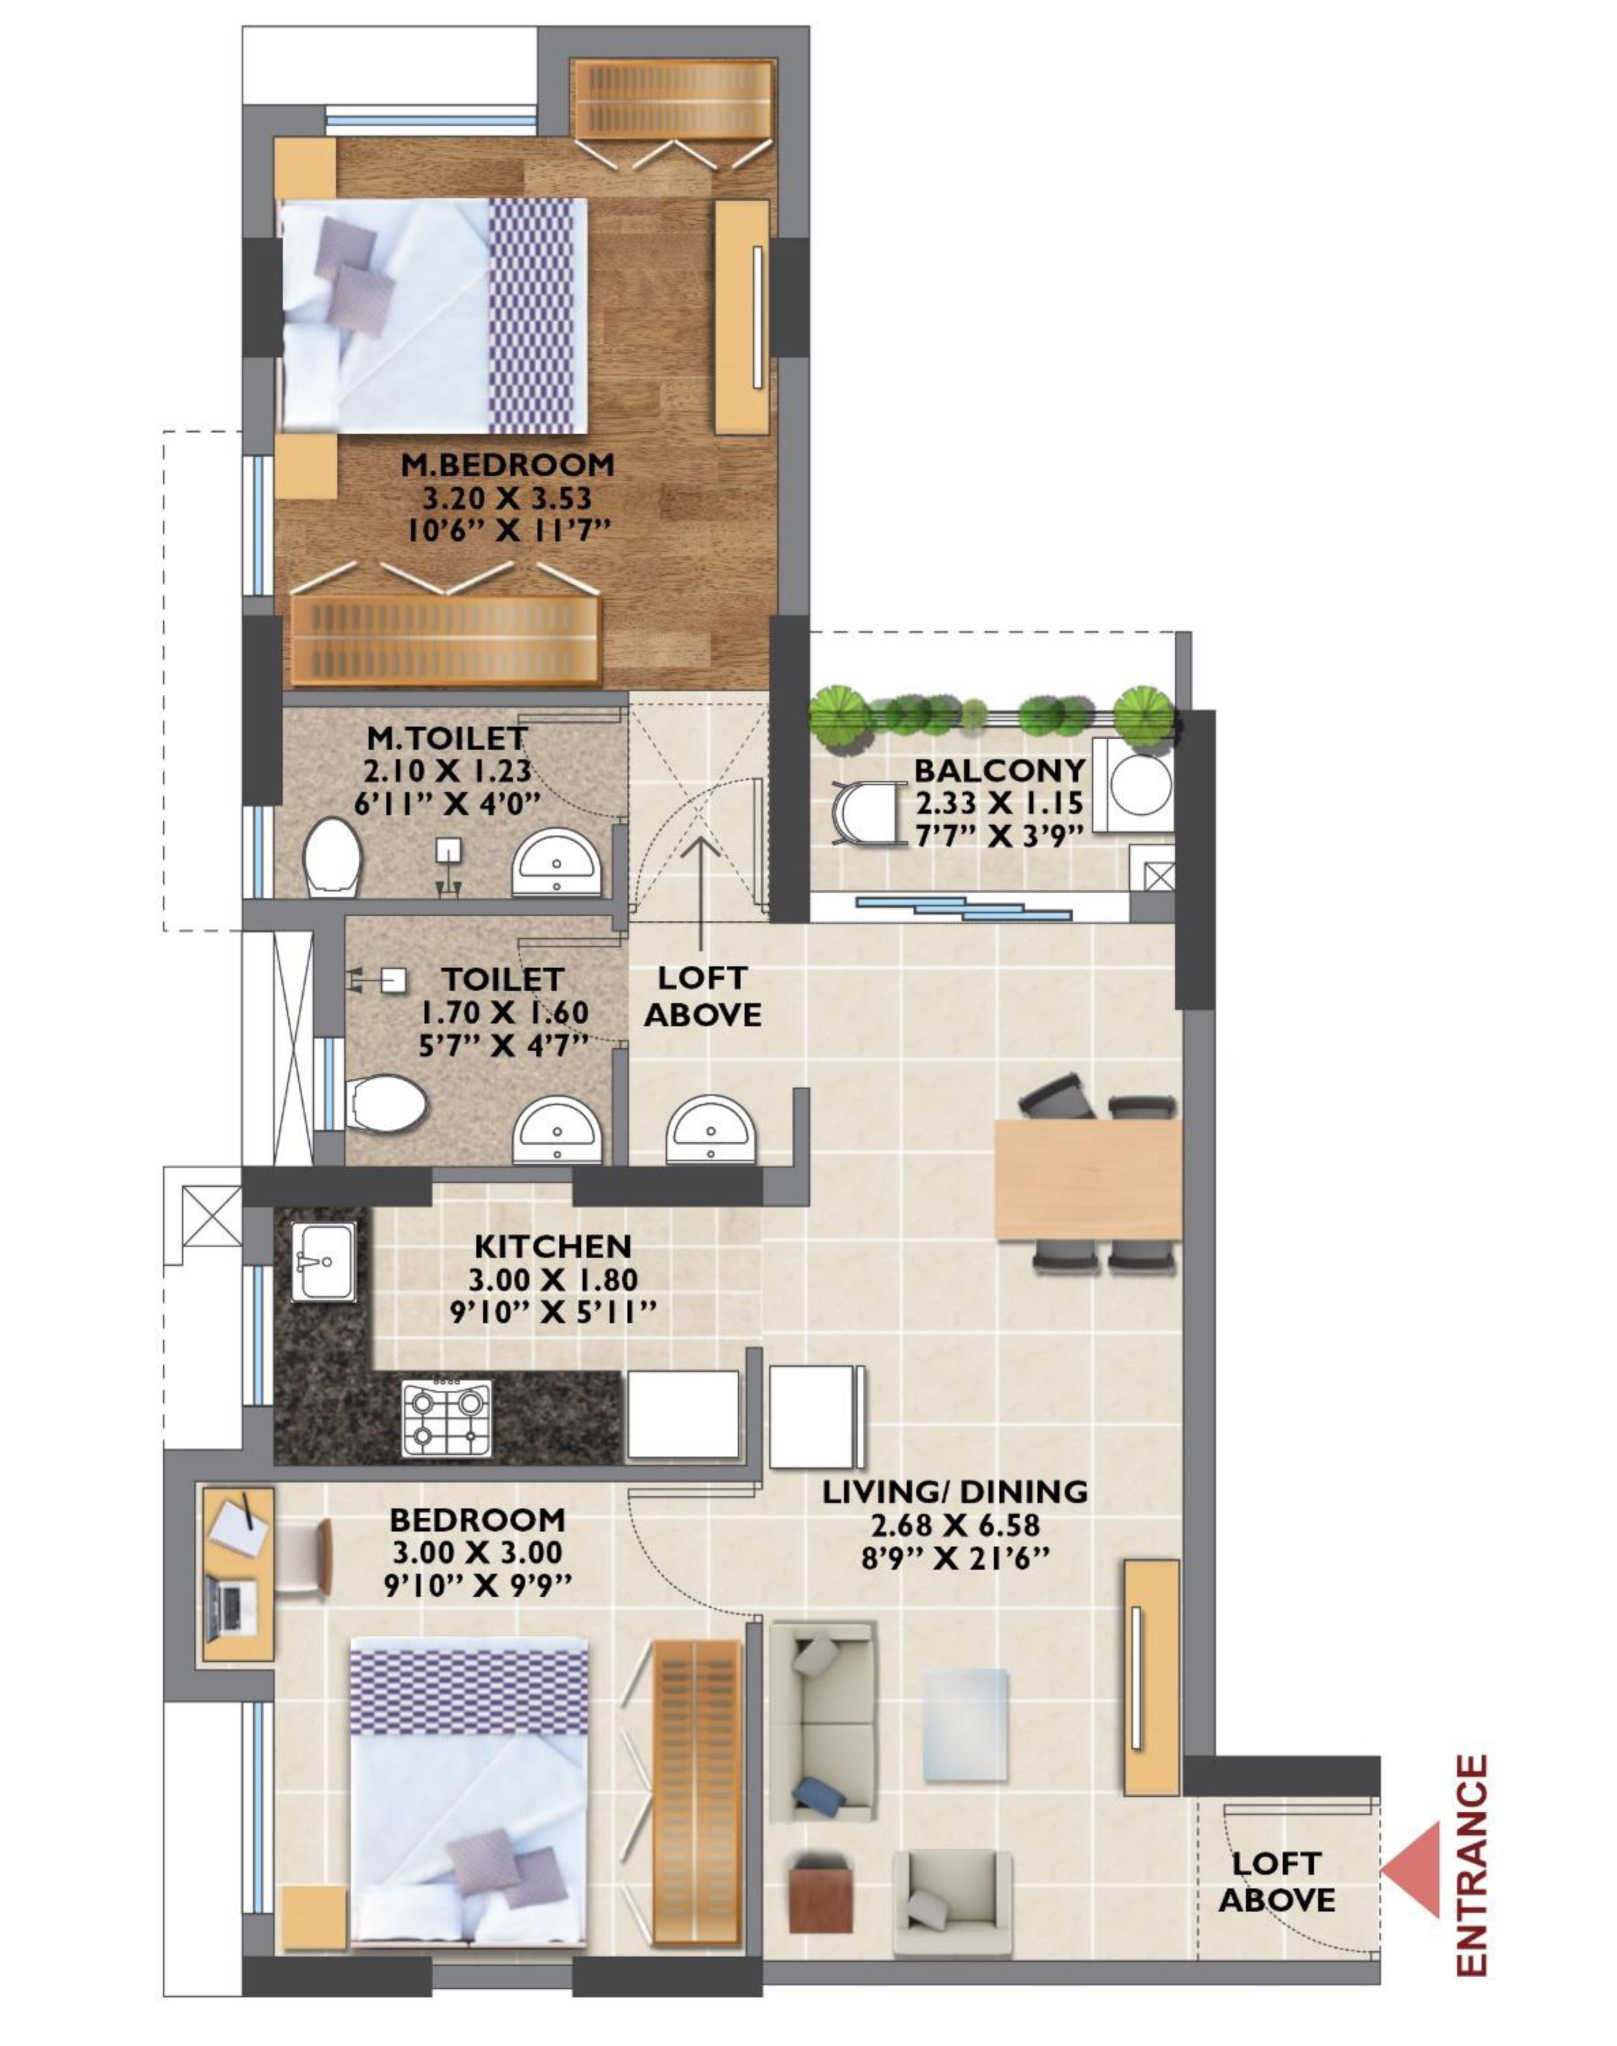 M.BEDROOM
3.20 X 3.53
10’6” X 11’7”
M.TOILET
2.10 X 1.23
6’11” X 4’0”
BALCONY
2.33 X 1.15
7’7” X 3’9”
TOILET
1.70 X 1.60
5’7” X 4’7”
LOFT
ABOVE
KITCHEN
3.00 X 1.80
9’10” X 5’11”
BEDROOM
3.00 X 3.00
9’10” X 9’9”
LIVING/ DINING
2.68 X 6.58
8’9” X 21’6”
LOFT
ABOVE
ENTRANCE